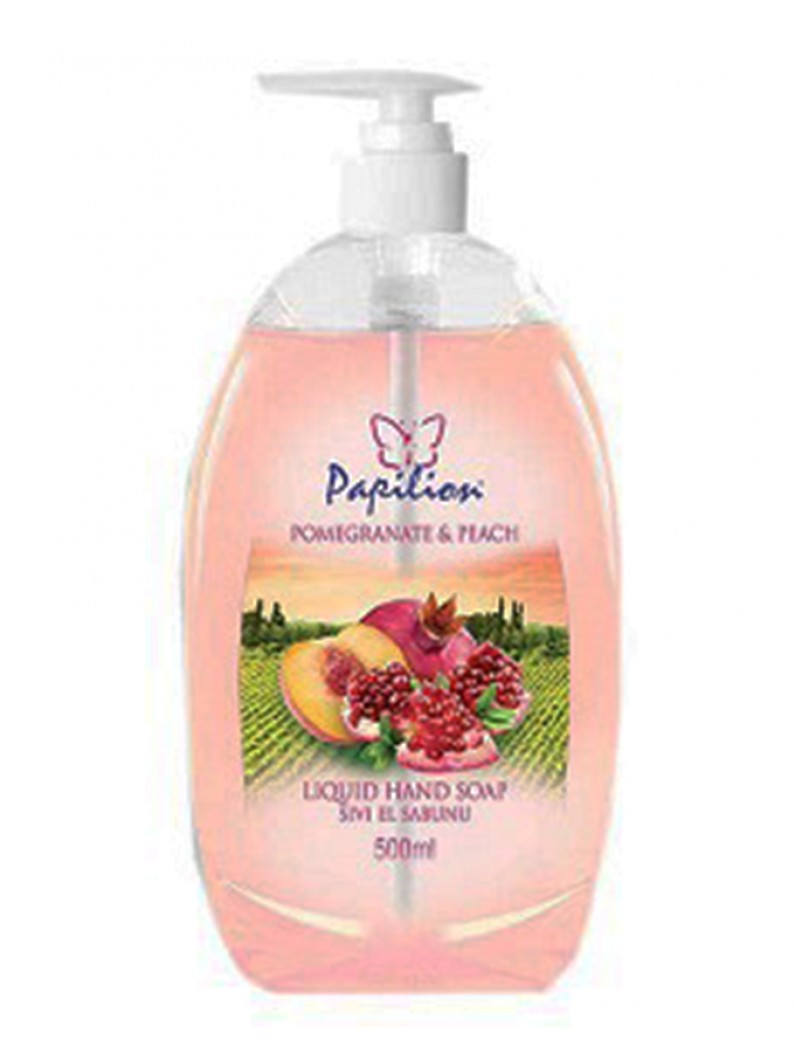 Papilion
POMEGRANATE & PEACH
LIQUID HAND SOAP
SIVI EL SABUNU
500ml